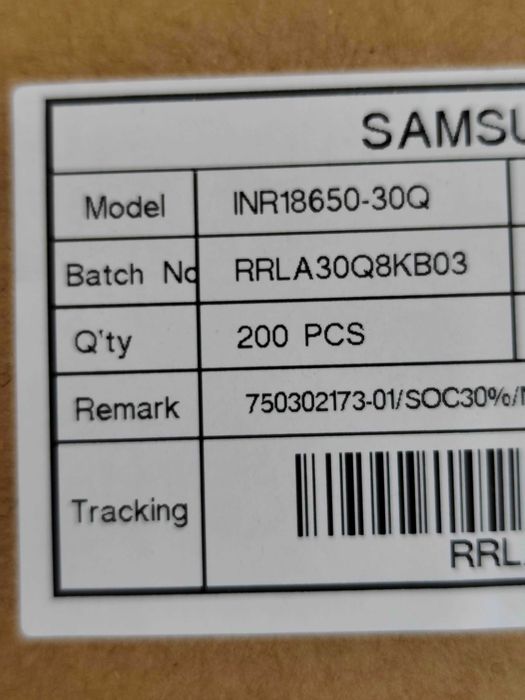 SAMSU
Model INR18650-30Q
Batch No RRLA30Q8KB03
Q'ty 200 PCS
Remark 750302173-01/SOC30%/
Tracking
RRL